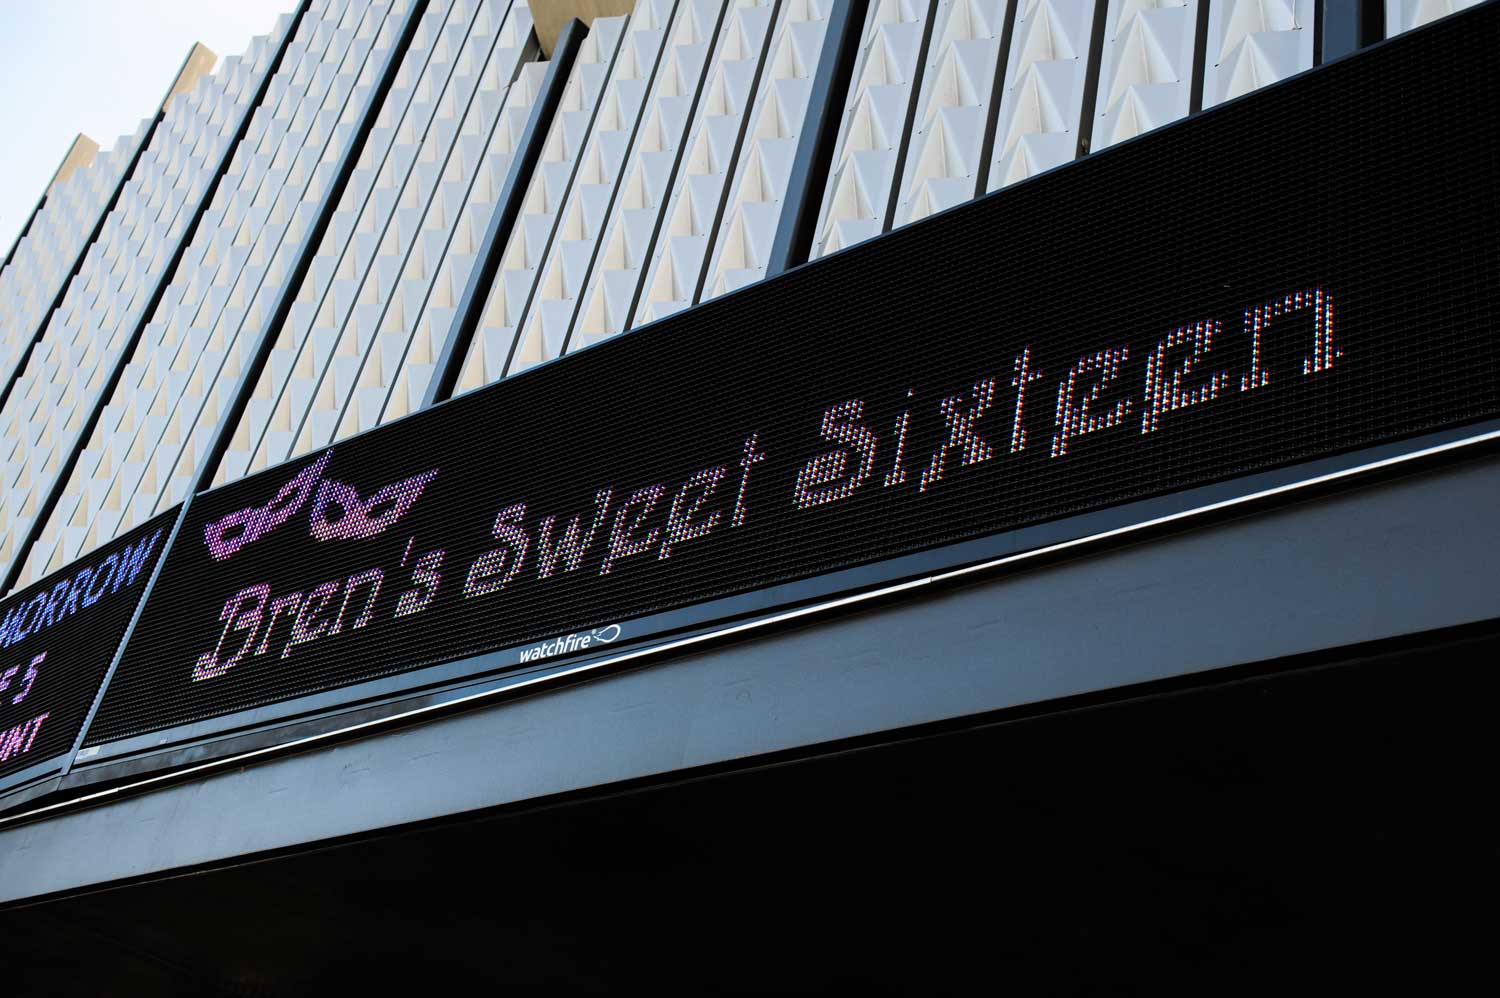 Bren's Sweet Sixteen
watchfire